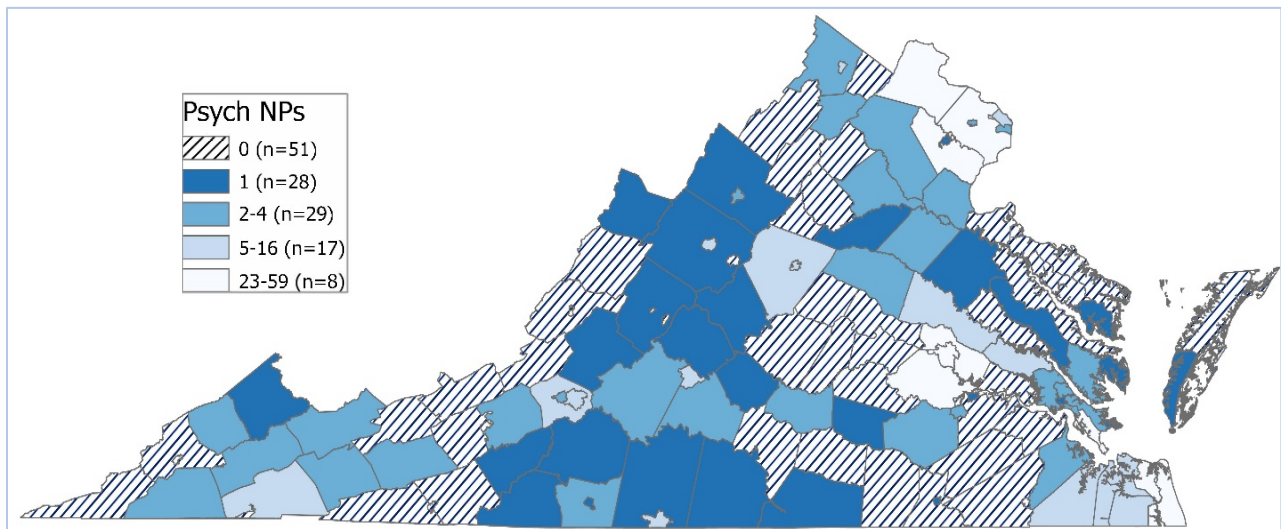 Psych NPs
0 (n=51)
1 (n=28)
2-4 (n=29)
5-16 (n=17)
23-59 (n=8)